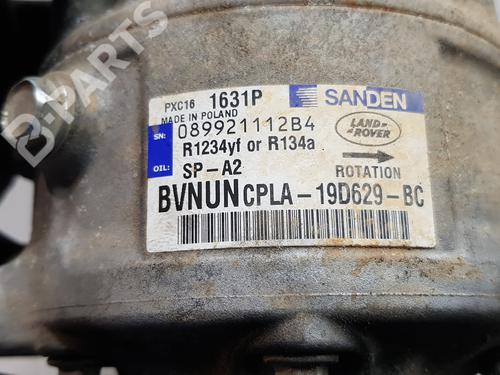 B-PARTS
PXC16 1631P SANDEN
MADE IN POLAND
SN: 089921112B4 LAND ROVER
R1234yf or R134a
OIL: SP-A2 ROTATION
BVNUN CPLA-19D629-BC